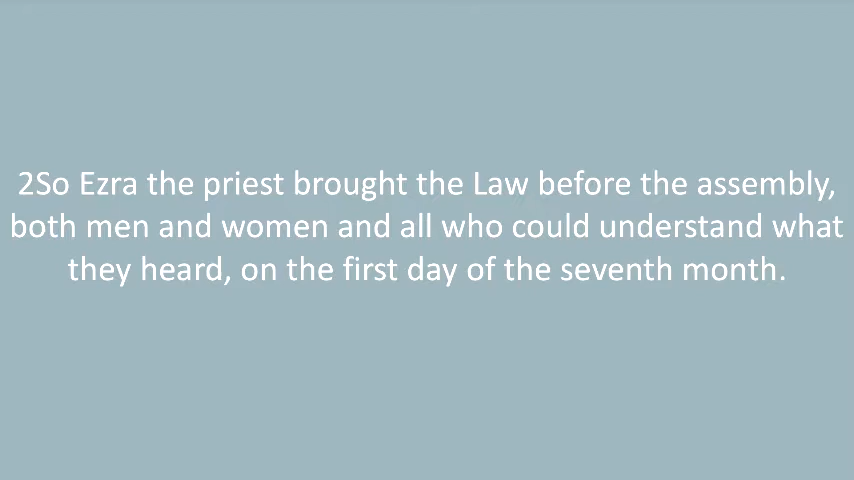 2So Ezra the priest brought the Law before the assembly,
both men and women and all who could understand what
they heard, on the first day of the seventh month.